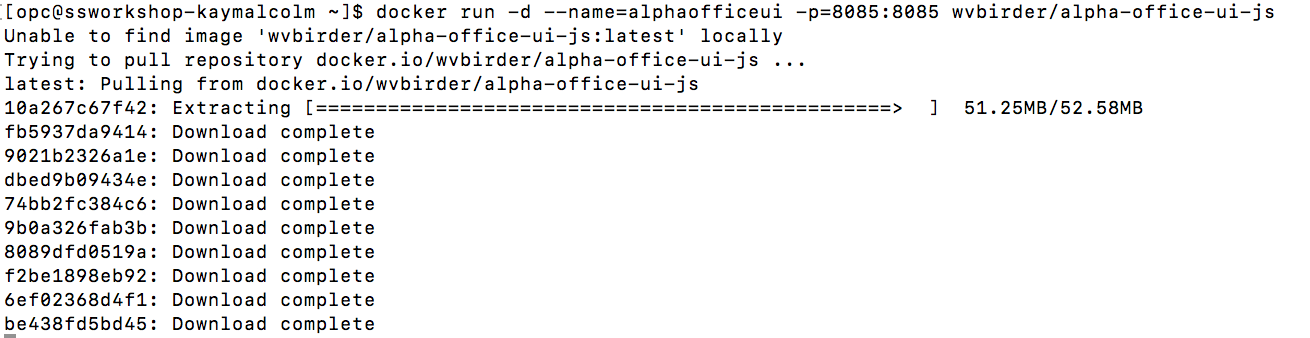 [opc@ssworkshop-kaymalcolm ~]$ docker run -d --name=alphaofficeui -p=8085:8085 wvbirder/alpha-office-ui-js
Unable to find image 'wvbirder/alpha-office-ui-js:latest' locally
Trying to pull repository docker.io/wvbirder/alpha-office-ui-js ...
latest: Pulling from docker.io/wvbirder/alpha-office-ui-js
10a267c67f42: Extracting [================================================>  ]  51.25MB/52.58MB
fb5937da9414: Download complete
9021b2326a1e: Download complete
dbed9b09434e: Download complete
74bb2fc384c6: Download complete
9b0a326fab3b: Download complete
8089dfd0519a: Download complete
f2be1898eb92: Download complete
6ef02368d4f1: Download complete
be438fd5bd45: Download complete